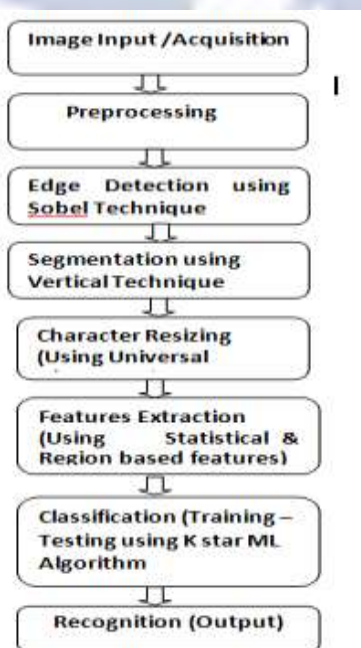 Image Input /Acquisition
Preprocessing
Edge Detection using
Sobel Technique
Segmentation using
Vertical Technique
Character Resizing
(Using Universal
Features Extraction
(Using Statistical &
Region based features)
Classification (Training –
Testing using K star ML
Algorithm
Recognition (Output)